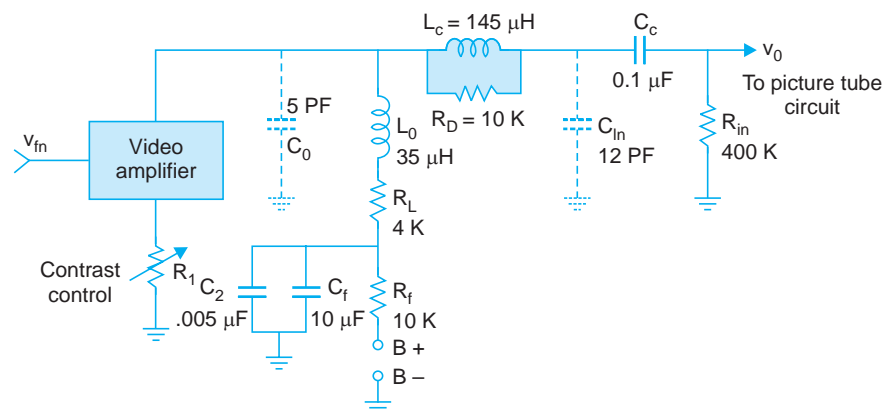 L_c = 145 μH
C_c
v_0
0.1 μF
To picture tube
circuit
5 PF
C_0
L_0
35 μH
R_D = 10 K
C_In
12 PF
R_in
400 K
v_fn
Video
amplifier
R_L
4 K
Contrast
control
R_1
C_2
.005 μF
C_f
10 μF
R_f
10 K
B +
B –